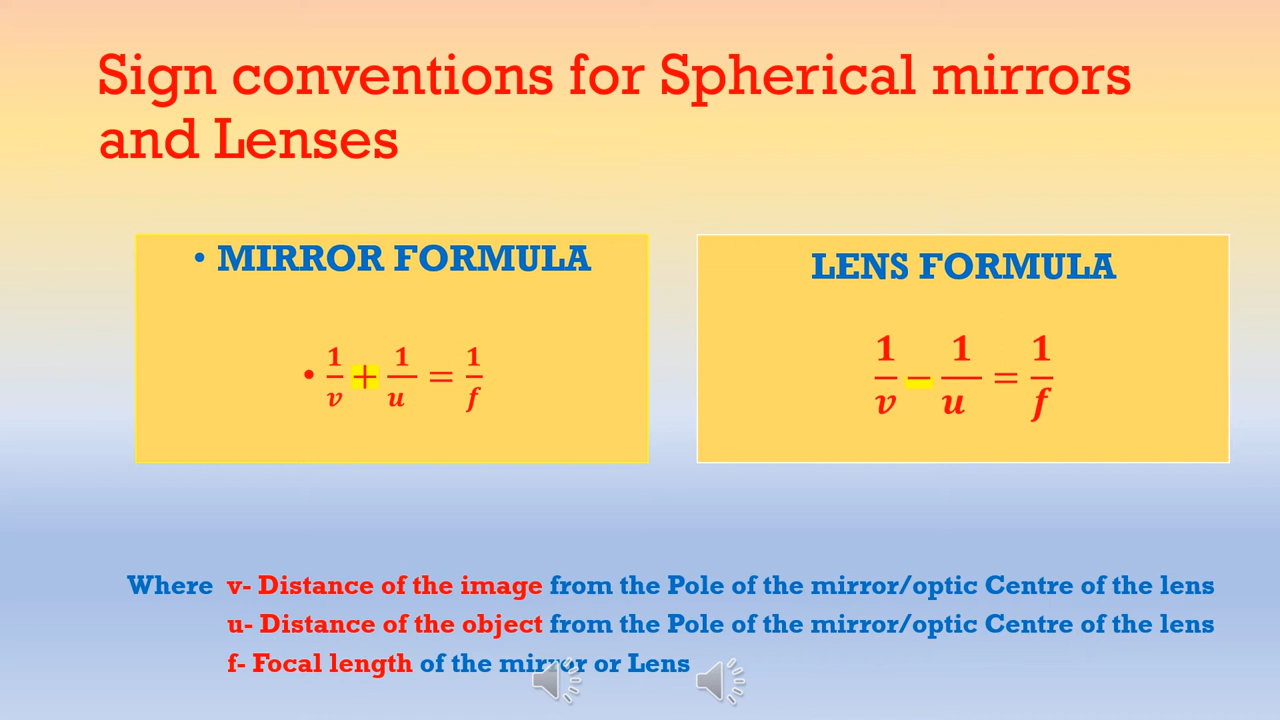 Sign conventions for Spherical mirrors
and Lenses
• MIRROR FORMULA
• 1/v + 1/u = 1/f
LENS FORMULA
1/v − 1/u = 1/f
Where v- Distance of the image from the Pole of the mirror/optic Centre of the lens
u- Distance of the object from the Pole of the mirror/optic Centre of the lens
f- Focal length of the mirror or Lens